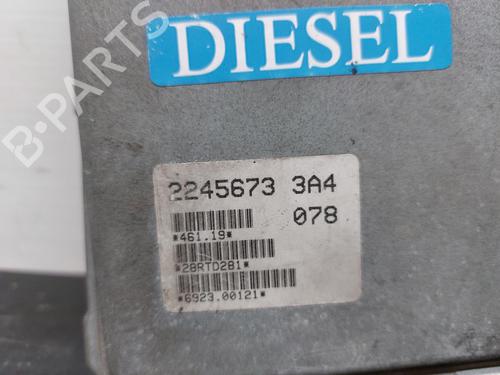 DIESEL
B-PARTS
2245673 3A4
078
*461.19*
*28RTD281*
*6923.00121*